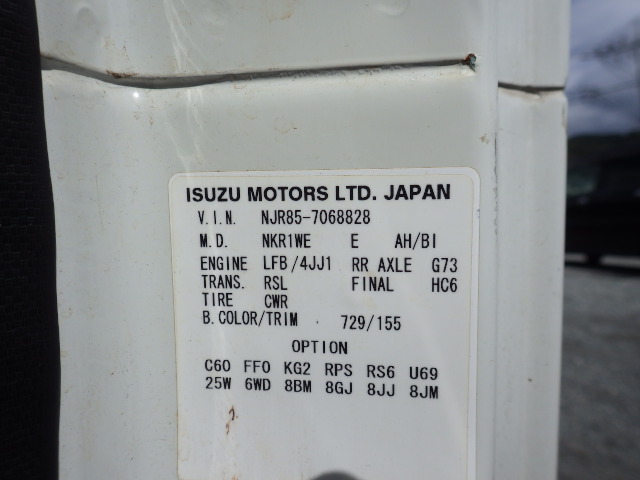 ISUZU MOTORS LTD. JAPAN
V.I.N. NJR85-7068828
M.D. NKR1WE E AH/BI
ENGINE LFB/4JJ1 RR AXLE G73
TRANS. RSL FINAL HC6
TIRE CWR
B.COLOR/TRIM 729/155
OPTION
C60 FF0 KG2 RPS RS6 U69
25W 6WD 8BM 8GJ 8JJ 8JM